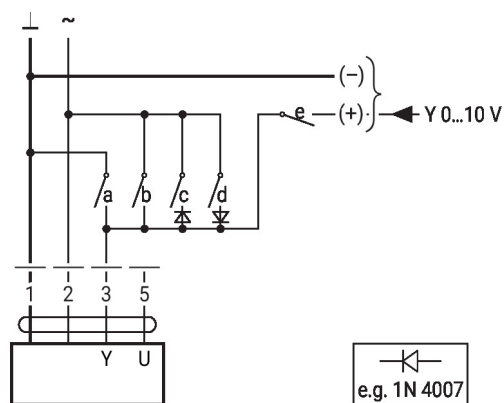 ⊥ ~
(−)
e (+) Y 0...10 V
a b c d
1 2 3 5
Y U
e.g. 1N 4007